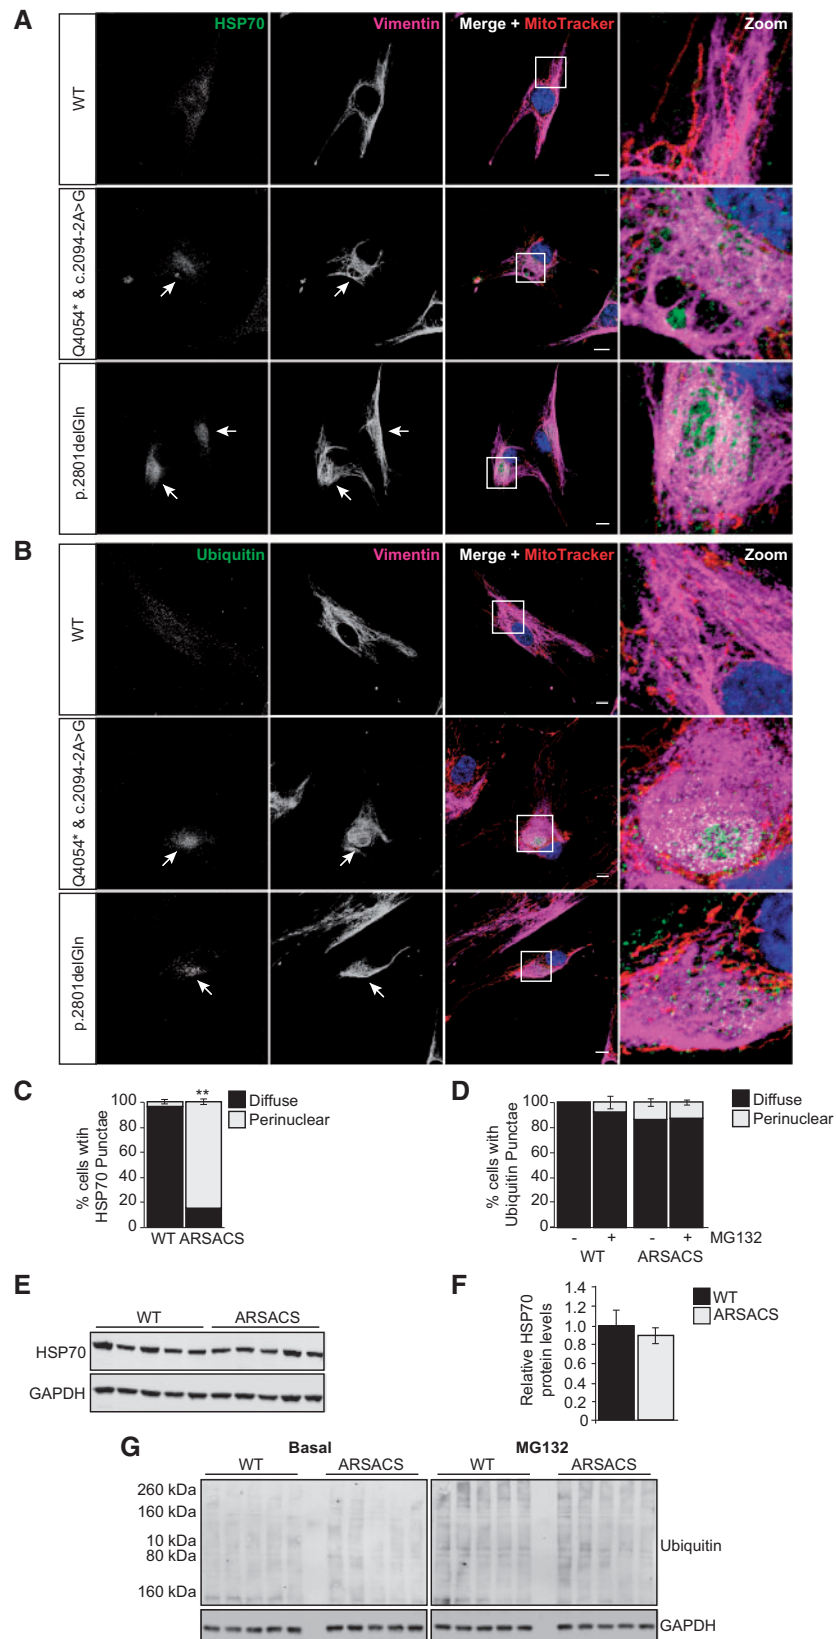 A
HSP70
Vimentin
Merge + MitoTracker
Zoom
WT
Q4054* & c.2094-2A>G
p.2801delGln
B
Ubiquitin
Vimentin
Merge + MitoTracker
Zoom
WT
Q4054* & c.2094-2A>G
p.2801delGln
C
% cells wtih
HSP70 Punctae
100
80
60
40
20
0
**
Diffuse
Perinuclear
WT ARSACS
D
% cells with
Ubiquitin Punctae
100
80
60
40
20
0
Diffuse
Perinuclear
- + - + MG132
WT ARSACS
E
WT ARSACS
HSP70
GAPDH
F
Relative HSP70
protein levels
1.4
1.2
1.0
0.8
0.6
0.4
0.2
0
WT
ARSACS
G
Basal MG132
WT ARSACS WT ARSACS
260 kDa
160 kDa
10 kDa
80 kDa
160 kDa
Ubiquitin
GAPDH